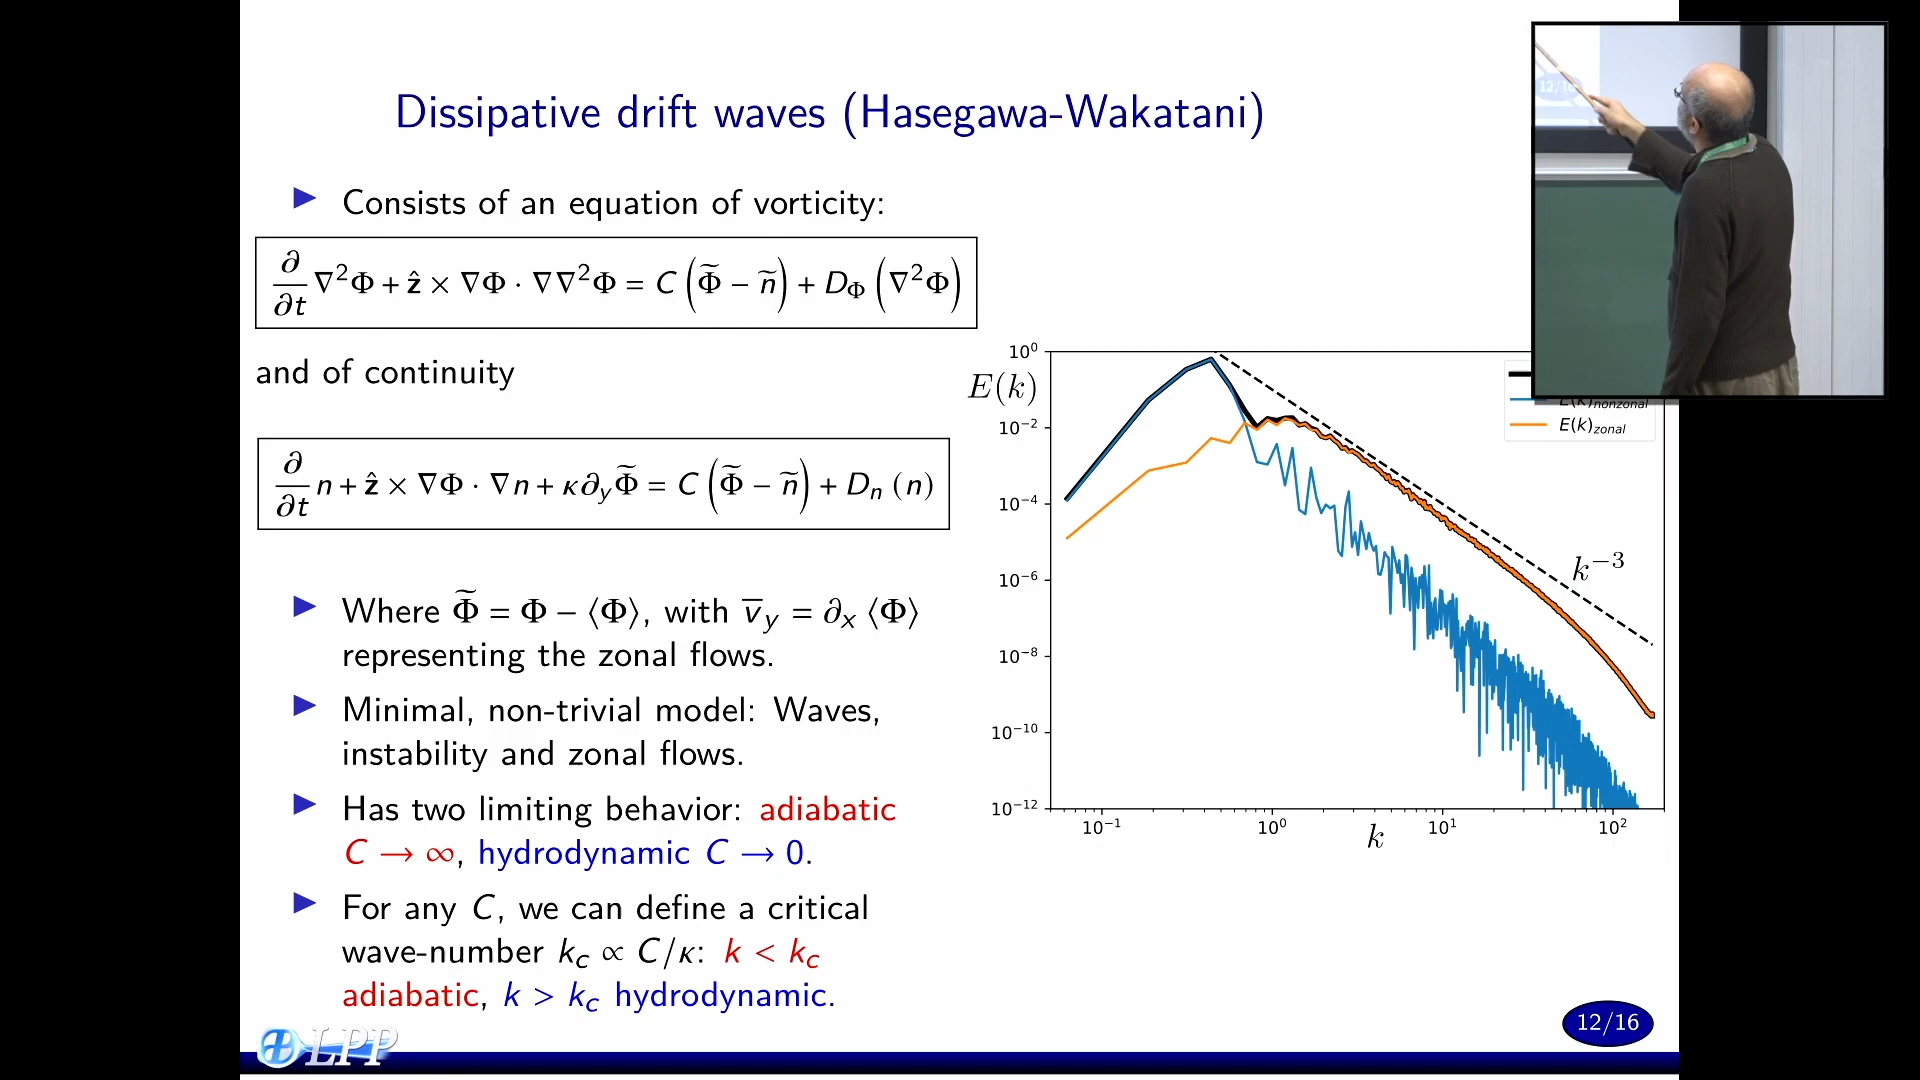 Dissipative drift waves (Hasegawa-Wakatani)
Consists of an equation of vorticity:
∂/∂t ∇²Φ + ẑ × ∇Φ · ∇∇²Φ = C (Φ̃ − ñ) + D_Φ (∇²Φ)
and of continuity
∂/∂t n + ẑ × ∇Φ · ∇n + κ∂_y Φ̃ = C (Φ̃ − ñ) + D_n (n)
Where Φ̃ = Φ − ⟨Φ⟩, with v̅_y = ∂_x ⟨Φ⟩
representing the zonal flows.
Minimal, non-trivial model: Waves,
instability and zonal flows.
Has two limiting behavior: adiabatic
C → ∞, hydrodynamic C → 0.
For any C, we can define a critical
wave-number k_c ∝ C/κ: k < k_c
adiabatic, k > k_c hydrodynamic.
E(k)
10⁰
10⁻²
10⁻⁴
10⁻⁶
10⁻⁸
10⁻¹⁰
10⁻¹²
10⁻¹
10⁰
10¹
10²
k
E(k)_nonzonal
E(k)_zonal
k⁻³
LPP
12/16
12/16